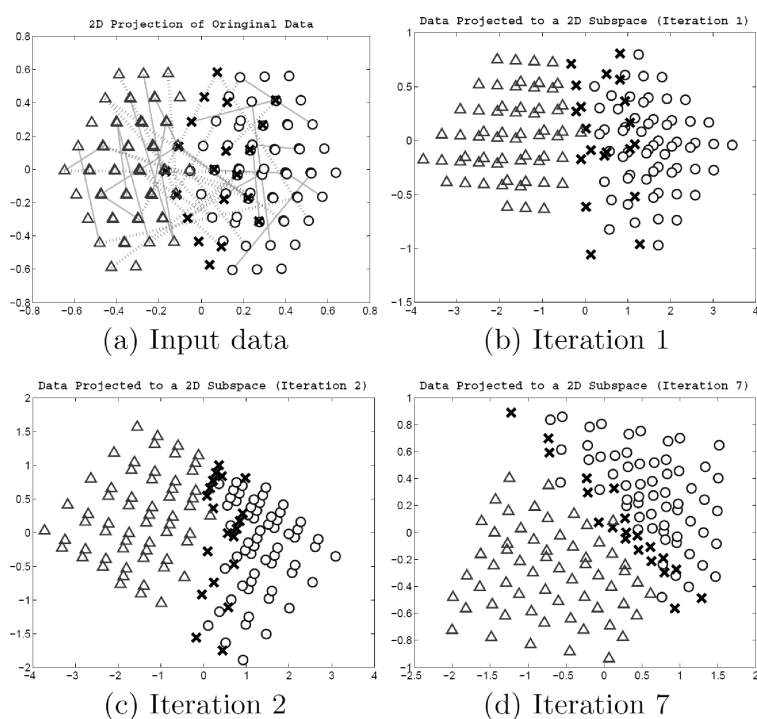 2D Projection of Oringinal Data
0.8
0.6
0.4
0.2
0
-0.2
-0.4
-0.6
-0.8
-0.8 -0.6 -0.4 -0.2 0 0.2 0.4 0.6 0.8
(a) Input data
Data Projected to a 2D Subspace (Iteration 1)
1
0.5
0
-0.5
-1
-1.5
-4 -3 -2 -1 0 1 2 3 4
(b) Iteration 1
Data Projected to a 2D Subspace (Iteration 2)
2
1.5
1
0.5
0
-0.5
-1
-1.5
-2
-4 -3 -2 -1 0 1 2 3 4
(c) Iteration 2
Data Projected to a 2D Subspace (Iteration 7)
1
0.8
0.6
0.4
0.2
0
-0.2
-0.4
-0.6
-0.8
-1
-2.5 -2 -1.5 -1 -0.5 0 0.5 1 1.5 2
(d) Iteration 7